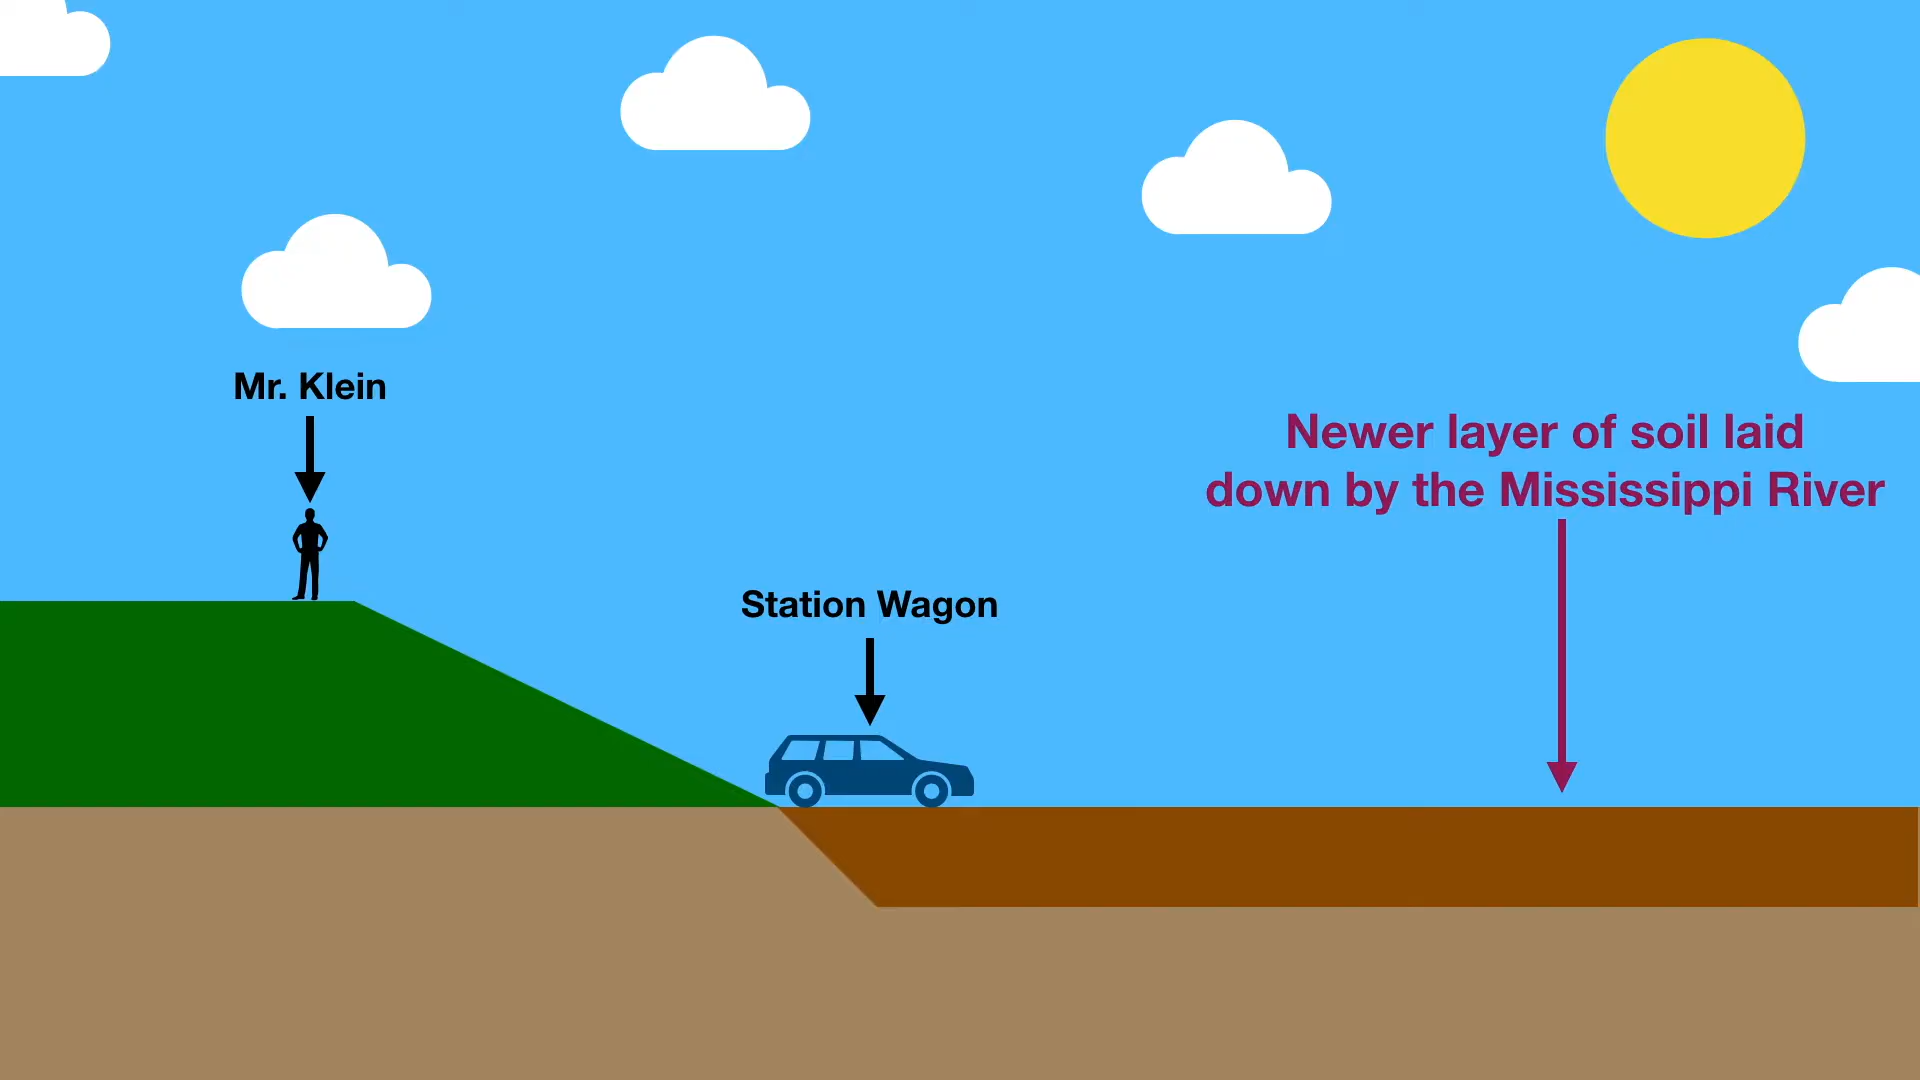 Mr. Klein
Newer layer of soil laid
down by the Mississippi River
Station Wagon